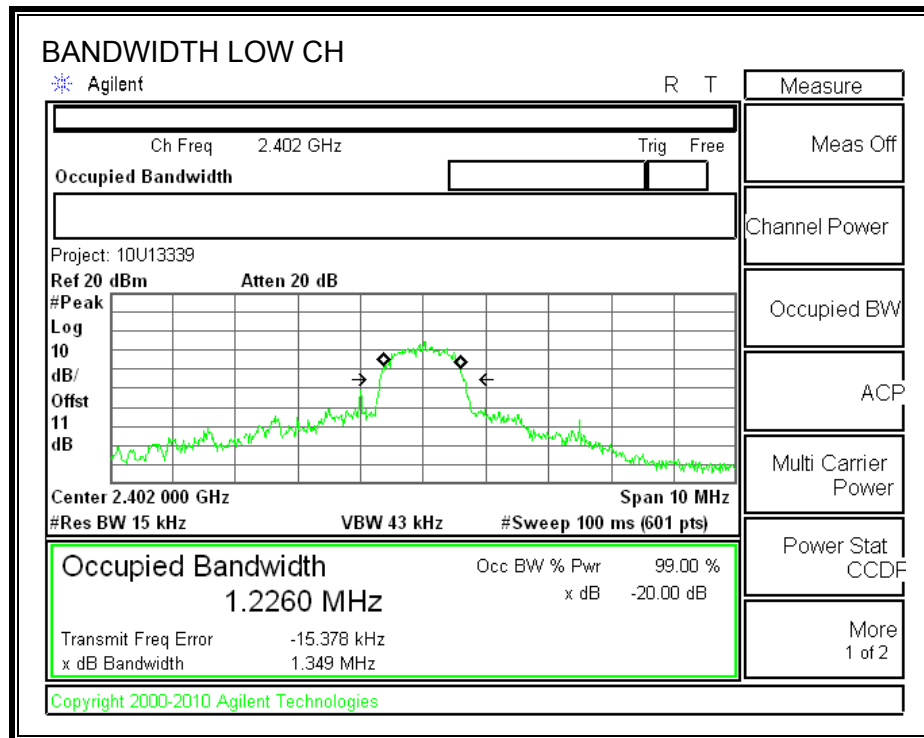 BANDWIDTH LOW CH
Agilent R T
Measure
Ch Freq 2.402 GHz Trig Free
Occupied Bandwidth
Meas Off
Channel Power
Occupied BW
ACP
Multi Carrier
Power
Power Stat
CCDF
More
1 of 2
Project: 10U13339
Ref 20 dBm Atten 20 dB
#Peak
Log
10
dB/
Offst
11
dB
Center 2.402 000 GHz Span 10 MHz
#Res BW 15 kHz VBW 43 kHz #Sweep 100 ms (601 pts)
Occupied Bandwidth Occ BW % Pwr 99.00 %
1.2260 MHz x dB -20.00 dB
Transmit Freq Error -15.378 kHz
x dB Bandwidth 1.349 MHz
Copyright 2000-2010 Agilent Technologies